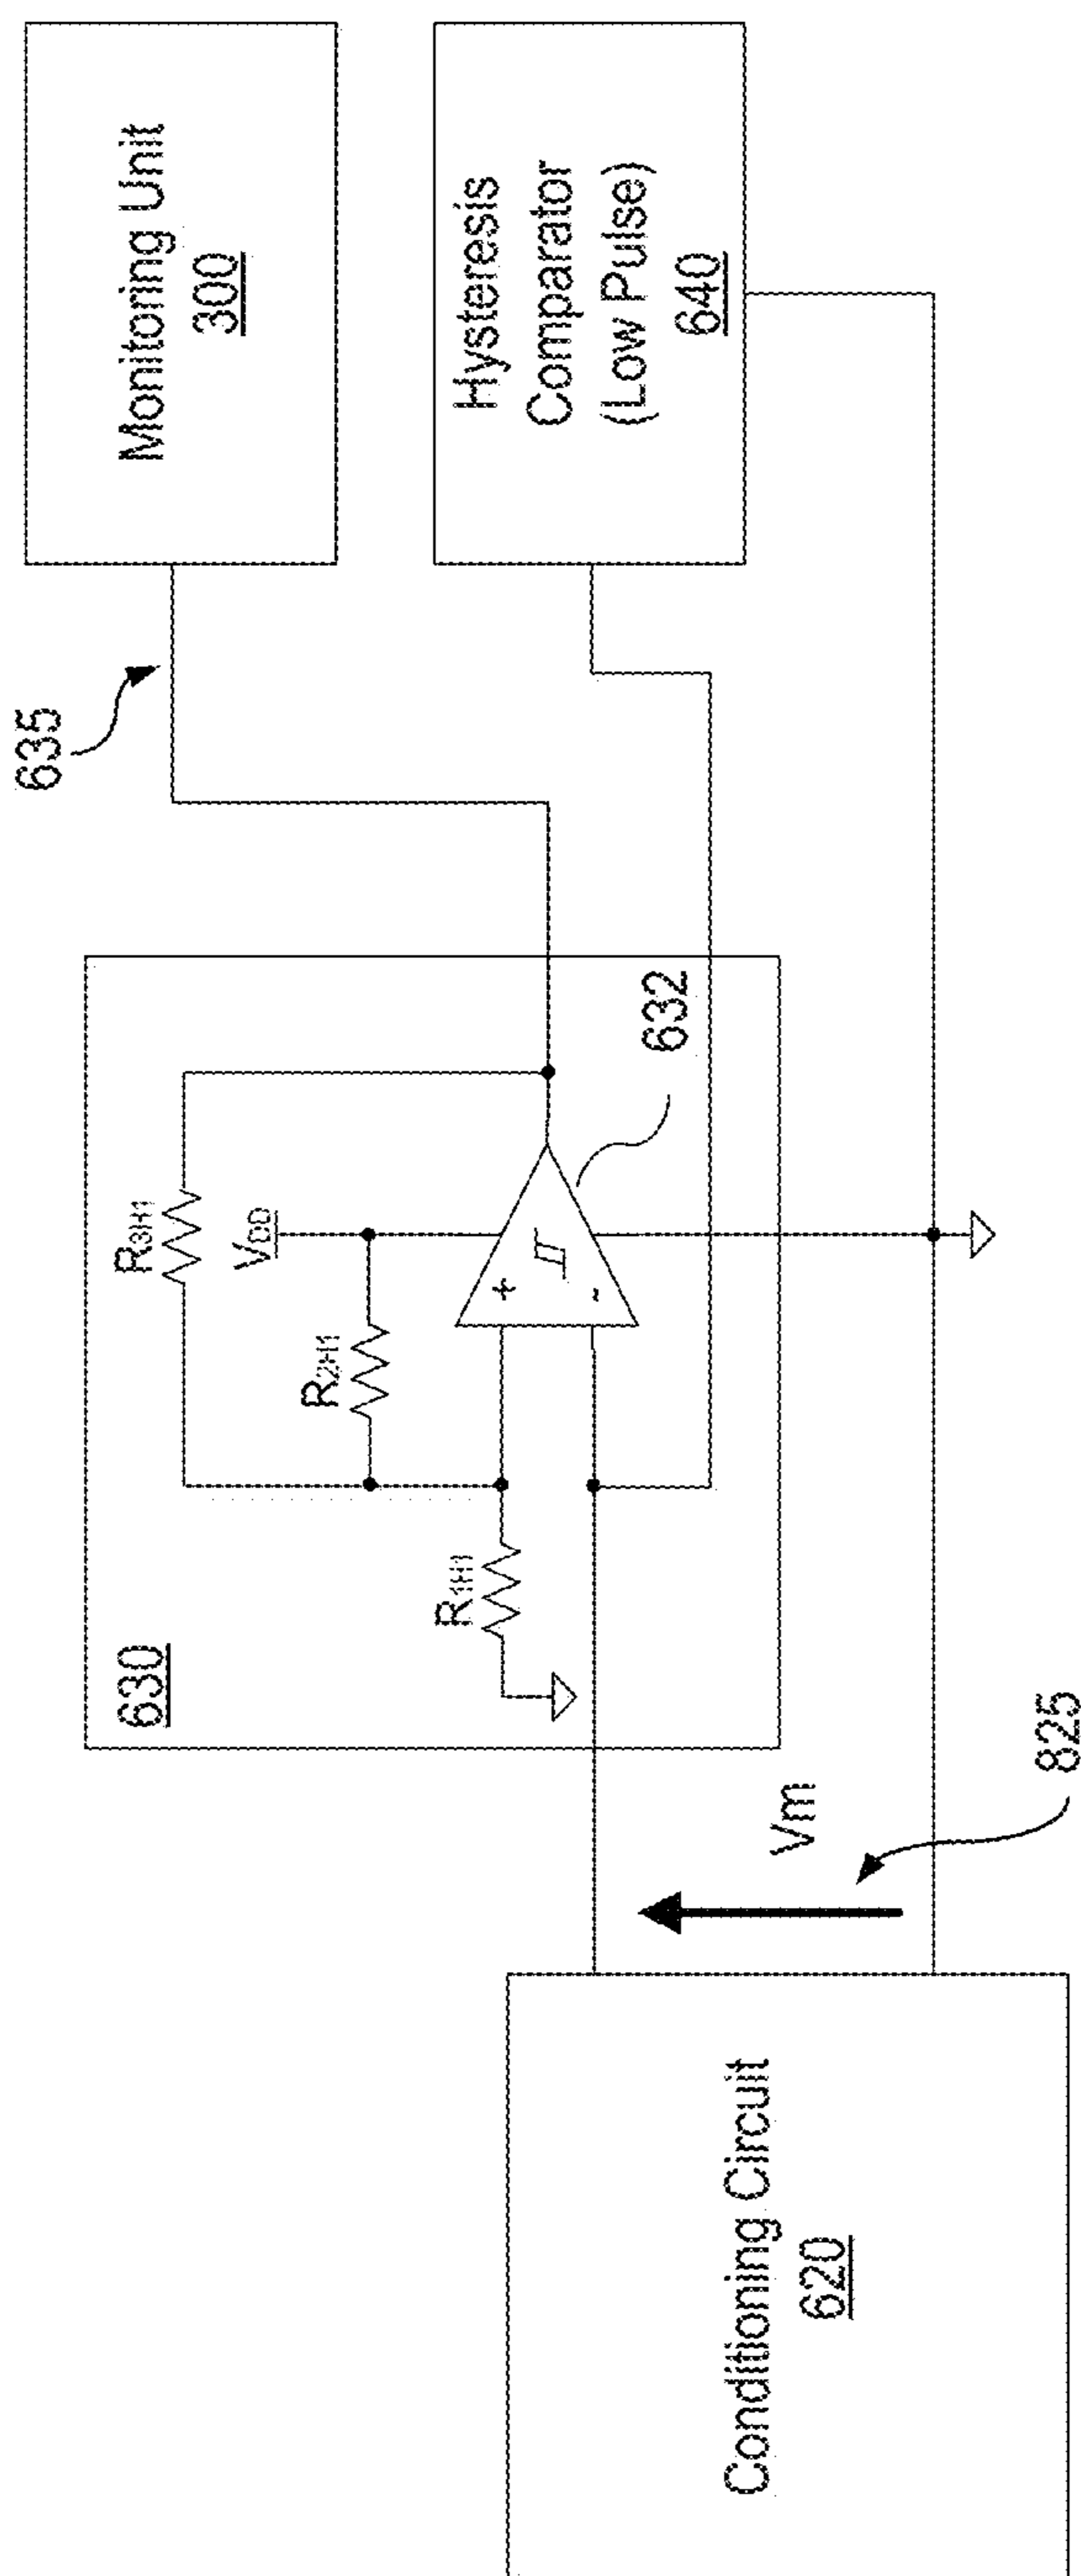 Monitoring Unit
300
635
Hysteresis
Comparator
(Low Pulse)
640
630
R3H1
VDD
R2H1
R1H1
+
-
632
Vm
825
Conditioning Circuit
620